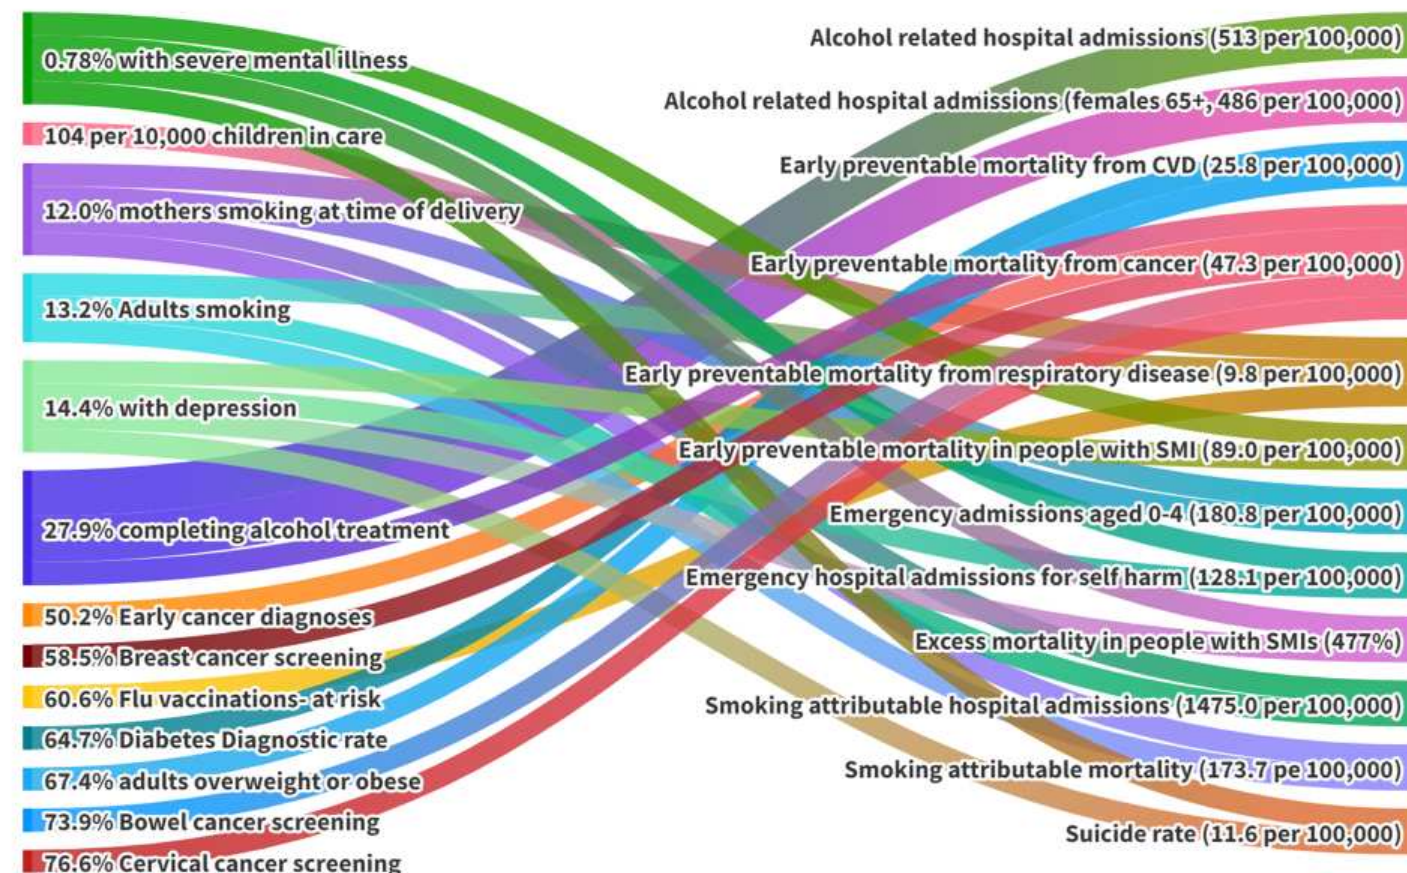 0.78% with severe mental illness
104 per 10,000 children in care
12.0% mothers smoking at time of delivery
13.2% Adults smoking
14.4% with depression
27.9% completing alcohol treatment
50.2% Early cancer diagnoses
58.5% Breast cancer screening
60.6% Flu vaccinations- at risk
64.7% Diabetes Diagnostic rate
67.4% adults overweight or obese
73.9% Bowel cancer screening
76.6% Cervical cancer screening
Alcohol related hospital admissions (513 per 100,000)
Alcohol related hospital admissions (females 65+, 486 per 100,000)
Early preventable mortality from CVD (25.8 per 100,000)
Early preventable mortality from cancer (47.3 per 100,000)
Early preventable mortality from respiratory disease (9.8 per 100,000)
Early preventable mortality in people with SMI (89.0 per 100,000)
Emergency admissions aged 0-4 (180.8 per 100,000)
Emergency hospital admissions for self harm (128.1 per 100,000)
Excess mortality in people with SMIs (477%)
Smoking attributable hospital admissions (1475.0 per 100,000)
Smoking attributable mortality (173.7 pe 100,000)
Suicide rate (11.6 per 100,000)